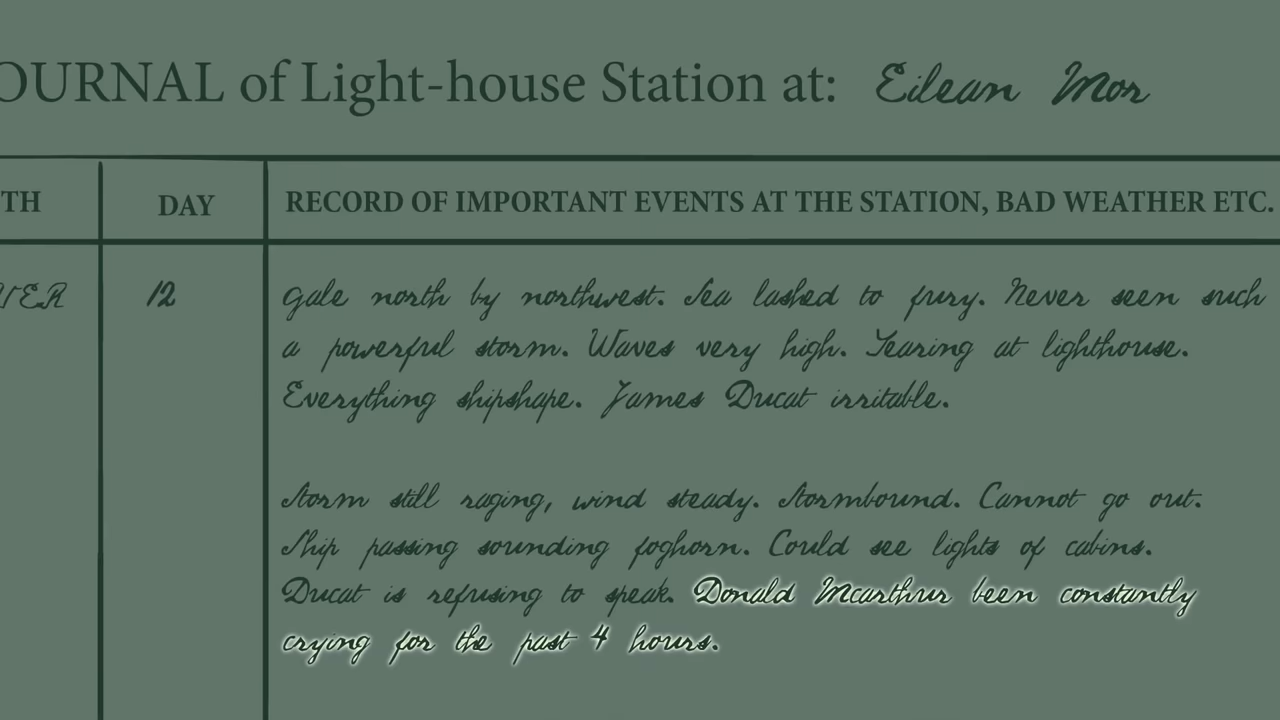 OURNAL of Light-house Station at: Eilean Mor
TH DAY RECORD OF IMPORTANT EVENTS AT THE STATION, BAD WEATHER ETC.
VER 12 Gale north by northwest. Sea lashed to fury. Never seen such
a powerful storm. Waves very high. Tearing at lighthouse.
Everything shipshape. James Ducat irritable.
Storm still raging, wind steady. Stormbound. Cannot go out.
Ship passing sounding foghorn. Could see lights of cabins.
Ducat is refusing to speak. Donald Mcarthur been constantly
crying for the past 4 hours.